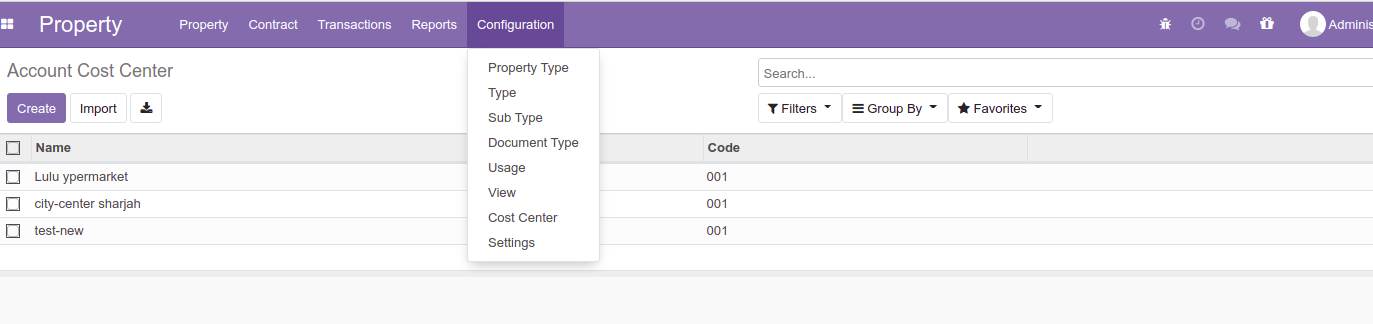 Property Property Contract Transactions Reports Configuration Adminis
Account Cost Center
Search...
Create Import Filters Group By Favorites
Property Type
Type
Sub Type
Document Type
Usage
View
Cost Center
Settings
Name Code
Lulu ypermarket 001
city-center sharjah 001
test-new 001